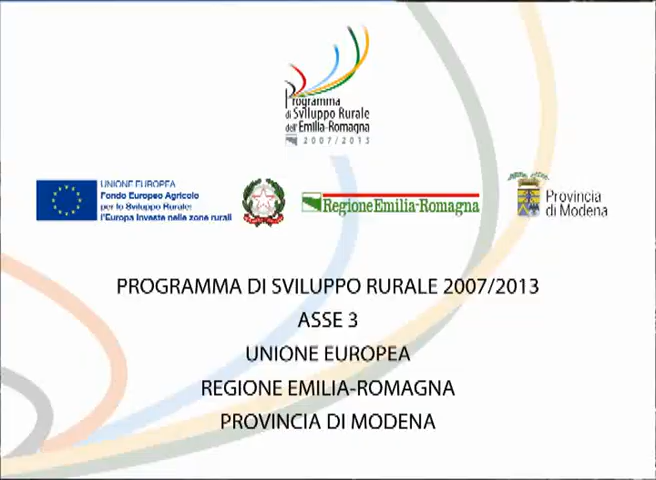 Programma
di Sviluppo Rurale
dell'Emilia-Romagna
2007/2013
UNIONE EUROPEA
Fondo Europeo Agricolo
per lo Sviluppo Rurale:
l'Europa investe nelle zone rurali
RegioneEmilia-Romagna
Provincia
di Modena
PROGRAMMA DI SVILUPPO RURALE 2007/2013
ASSE 3
UNIONE EUROPEA
REGIONE EMILIA-ROMAGNA
PROVINCIA DI MODENA